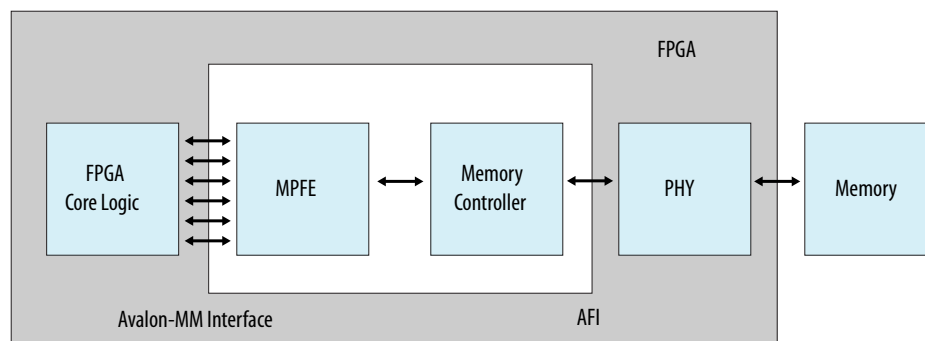 FPGA
FPGA
Core Logic
MPFE
Memory
Controller
PHY
Memory
Avalon-MM Interface
AFI